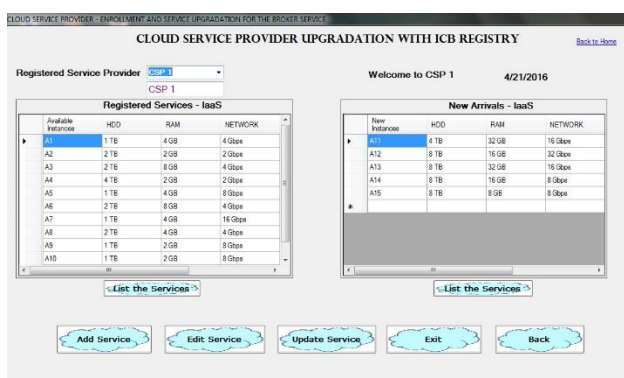 CLOUD SERVICE PROVIDER - ENROLLMENT AND SERVICE UPGRADATION FOR THE BROKER SERVICE
CLOUD SERVICE PROVIDER UPGRADATION WITH ICB REGISTRY
Back to Home
Registered Service Provider CSP 1
CSP 1
Welcome to CSP 1 4/21/2016
Registered Services - IaaS
Available Instances HDD RAM NETWORK
A1 1 TB 4 GB 4 Gbps
A2 2 TB 2 GB 2 Gbps
A3 2 TB 8 GB 4 Gbps
A4 4 TB 2 GB 2 Gbps
A5 1 TB 4 GB 8 Gbps
A6 2 TB 8 GB 4 Gbps
A7 1 TB 4 GB 16 Gbps
A8 2 TB 4 GB 4 Gbps
A9 1 TB 2 GB 8 Gbps
A10 1 TB 2 GB 8 Gbps
List the Services
New Arrivals - IaaS
New Instances HDD RAM NETWORK
A11 4 TB 32 GB 16 Gbps
A12 8 TB 16 GB 32 Gbps
A13 8 TB 32 GB 16 Gbps
A14 8 TB 16 GB 8 Gbps
A15 8 TB 8 GB 8 Gbps
List the Services
Add Service Edit Service Update Service Exit Back